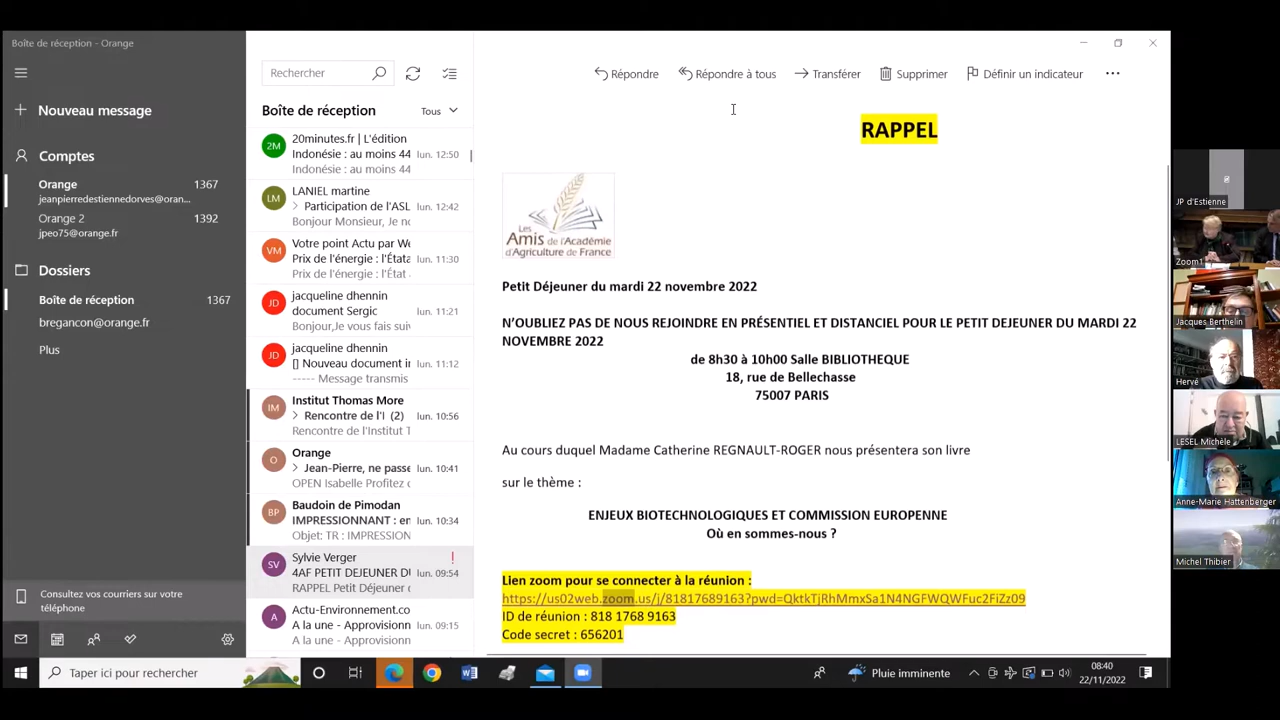 Boîte de réception - Orange
Nouveau message
Comptes
Orange 1367
jeanpierredestiennedorves@oran...
Orange 2 1392
jpeo75@orange.fr
Dossiers
Boîte de réception 1367
bregancon@orange.fr
Plus
Consultez vos courriers sur votre
téléphone
Rechercher
Boîte de réception Tous
2M 20minutes.fr | L'édition
Indonésie : au moins 44 lun. 12:50
Indonésie : au moins 44
LM LANIEL martine
> Participation de l'ASL lun. 12:42
Bonjour Monsieur, Je no
VM Votre point Actu par We
Prix de l'énergie : l'État lun. 11:30
Prix de l'énergie : l'État
JD jacqueline dhennin
document Sergic lun. 11:21
Bonjour,Je vous fais suiv
JD jacqueline dhennin
[] Nouveau document ir lun. 11:12
----- Message transmis
IM Institut Thomas More
> Rencontre de l'I (2) lun. 10:56
Rencontre de l'Institut T
O Orange
> Jean-Pierre, ne passe lun. 10:41
OPEN Isabelle Profitez c
BP Baudoin de Pimodan
IMPRESSIONNANT : en lun. 10:34
Objet: TR : IMPRESSION
SV Sylvie Verger !
4AF PETIT DEJEUNER DU lun. 09:54
RAPPEL Petit Déjeuner c
A Actu-Environnement.co
A la une - Approvisionn lun. 09:15
A la une - Approvisionn
Répondre Répondre à tous Transférer Supprimer Définir un indicateur ...
RAPPEL
Les
Amis de l'Académie
d'Agriculture de France
Petit Déjeuner du mardi 22 novembre 2022
N'OUBLIEZ PAS DE NOUS REJOINDRE EN PRÉSENTIEL ET DISTANCIEL POUR LE PETIT DEJEUNER DU MARDI 22
NOVEMBRE 2022
de 8h30 à 10h00 Salle BIBLIOTHEQUE
18, rue de Bellechasse
75007 PARIS
Au cours duquel Madame Catherine REGNAULT-ROGER nous présentera son livre
sur le thème :
ENJEUX BIOTECHNOLOGIQUES ET COMMISSION EUROPENNE
Où en sommes-nous ?
Lien zoom pour se connecter à la réunion :
https://us02web.zoom.us/j/81817689163?pwd=QktkTjRhMmxSa1N4NGFWQWFuc2FiZz09
ID de réunion : 818 1768 9163
Code secret : 656201
JP d'Estienne
Zoom1
Jacques Berthelin
Hervé
LESEL Michèle
Anne-Marie Hattenberger
Michel Thibier
Taper ici pour rechercher
Pluie imminente
08:40
22/11/2022